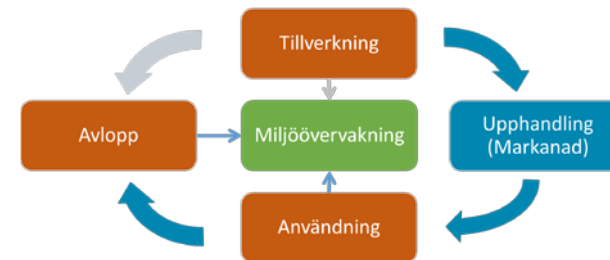 Tillverkning
Avlopp
Miljöövervakning
Upphandling
(Markanad)
Användning